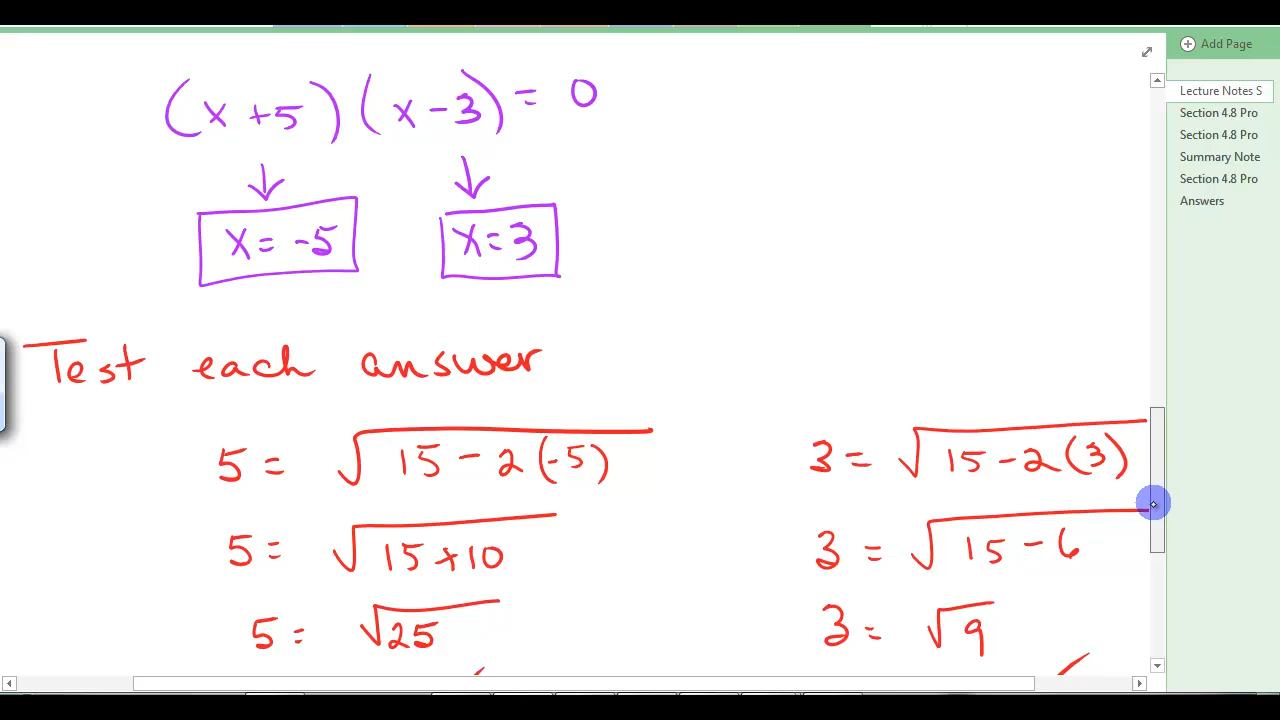 Add Page
Lecture Notes S
Section 4.8 Pro
Section 4.8 Pro
Summary Note
Section 4.8 Pro
Answers
(x+5)(x-3) = 0
x = -5 x = 3
Test each answer
5 = √15-2(-5) 3 = √15-2(3)
5 = √15+10 3 = √15-6
5 = √25 3 = √9